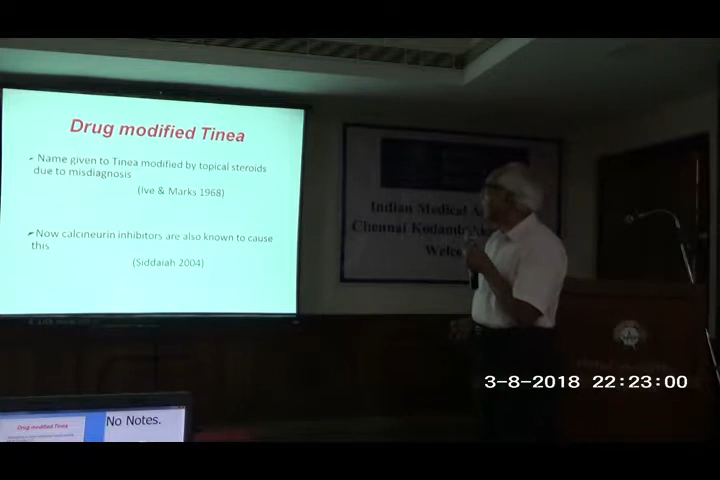 Drug modified Tinea
Name given to Tinea modified by topical steroids
due to misdiagnosis
(Ive & Marks 1968)
Now calcineurin inhibitors are also known to cause
this
(Siddaiah 2004)
Indian Medical A
Chennai Kodamb
Welc
3-8-2018 22:23:00
Drug modified Tinea
No Notes.